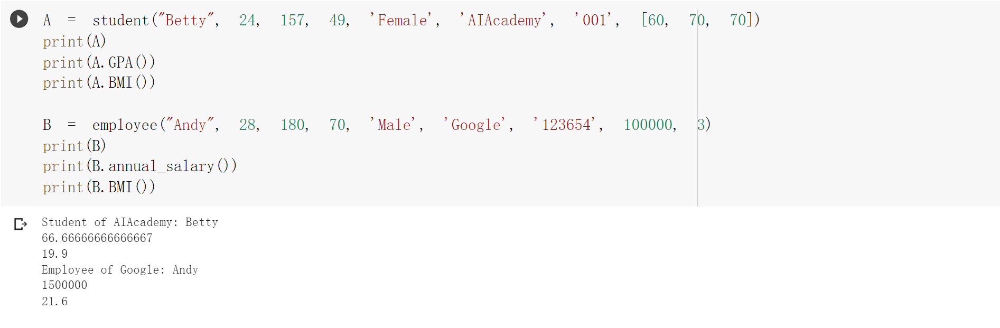 A = student("Betty", 24, 157, 49, 'Female', 'AIAcademy', '001', [60, 70, 70])
print(A)
print(A.GPA())
print(A.BMI())
B = employee("Andy", 28, 180, 70, 'Male', 'Google', '123654', 100000, 3)
print(B)
print(B.annual_salary())
print(B.BMI())
Student of AIAcademy: Betty
66.66666666666667
19.9
Employee of Google: Andy
1500000
21.6